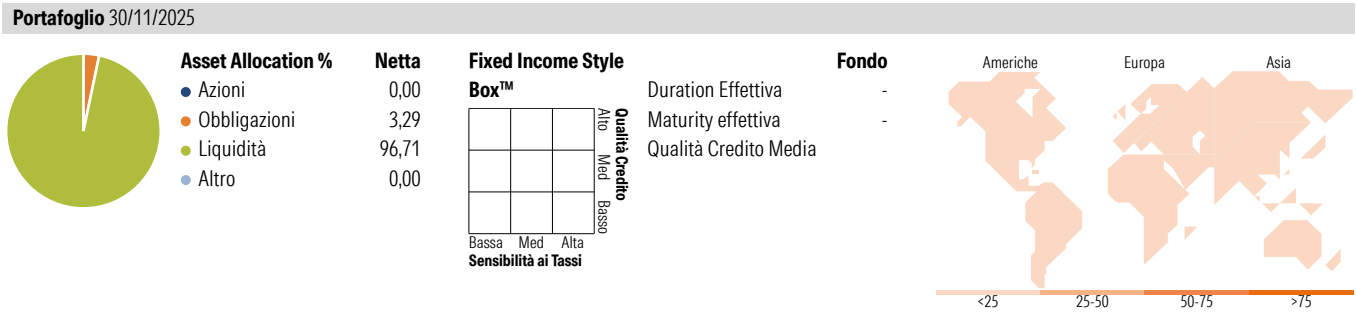 Portafoglio 30/11/2025
Asset Allocation % Netta
Azioni 0,00
Obbligazioni 3,29
Liquidità 96,71
Altro 0,00
Fixed Income Style
Box™
Alto Med Basso
Qualità Credito
Bassa Med Alta
Sensibilità ai Tassi
Fondo
Duration Effettiva -
Maturity effettiva -
Qualità Credito Media
Americhe Europa Asia
<25 25-50 50-75 >75